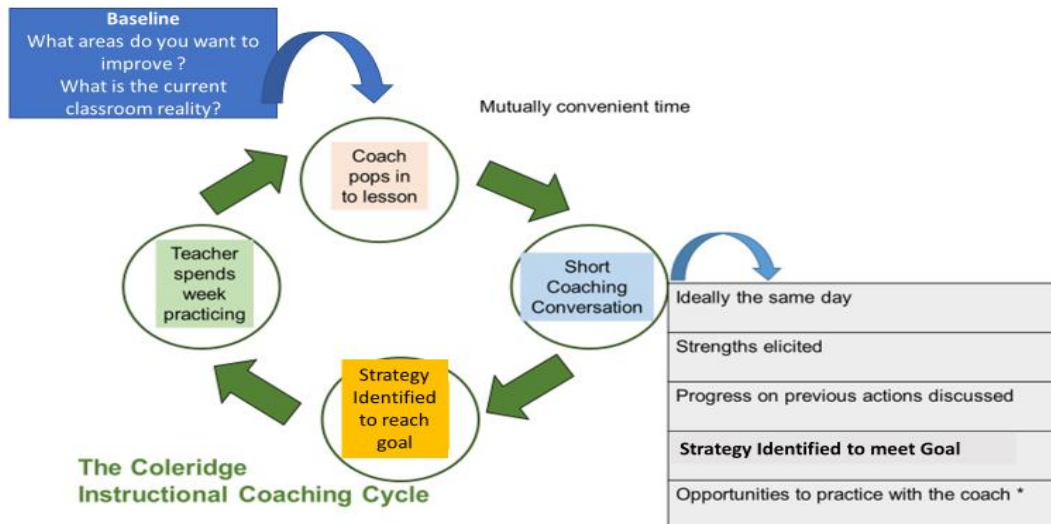 Baseline
What areas do you want to
improve ?
What is the current
classroom reality?
Mutually convenient time
Coach
pops in
to lesson
Short
Coaching
Conversation
Ideally the same day
Strengths elicited
Progress on previous actions discussed
Strategy Identified to meet Goal
Opportunities to practice with the coach *
Strategy
Identified
to reach
goal
Teacher
spends
week
practicing
The Coleridge
Instructional Coaching Cycle